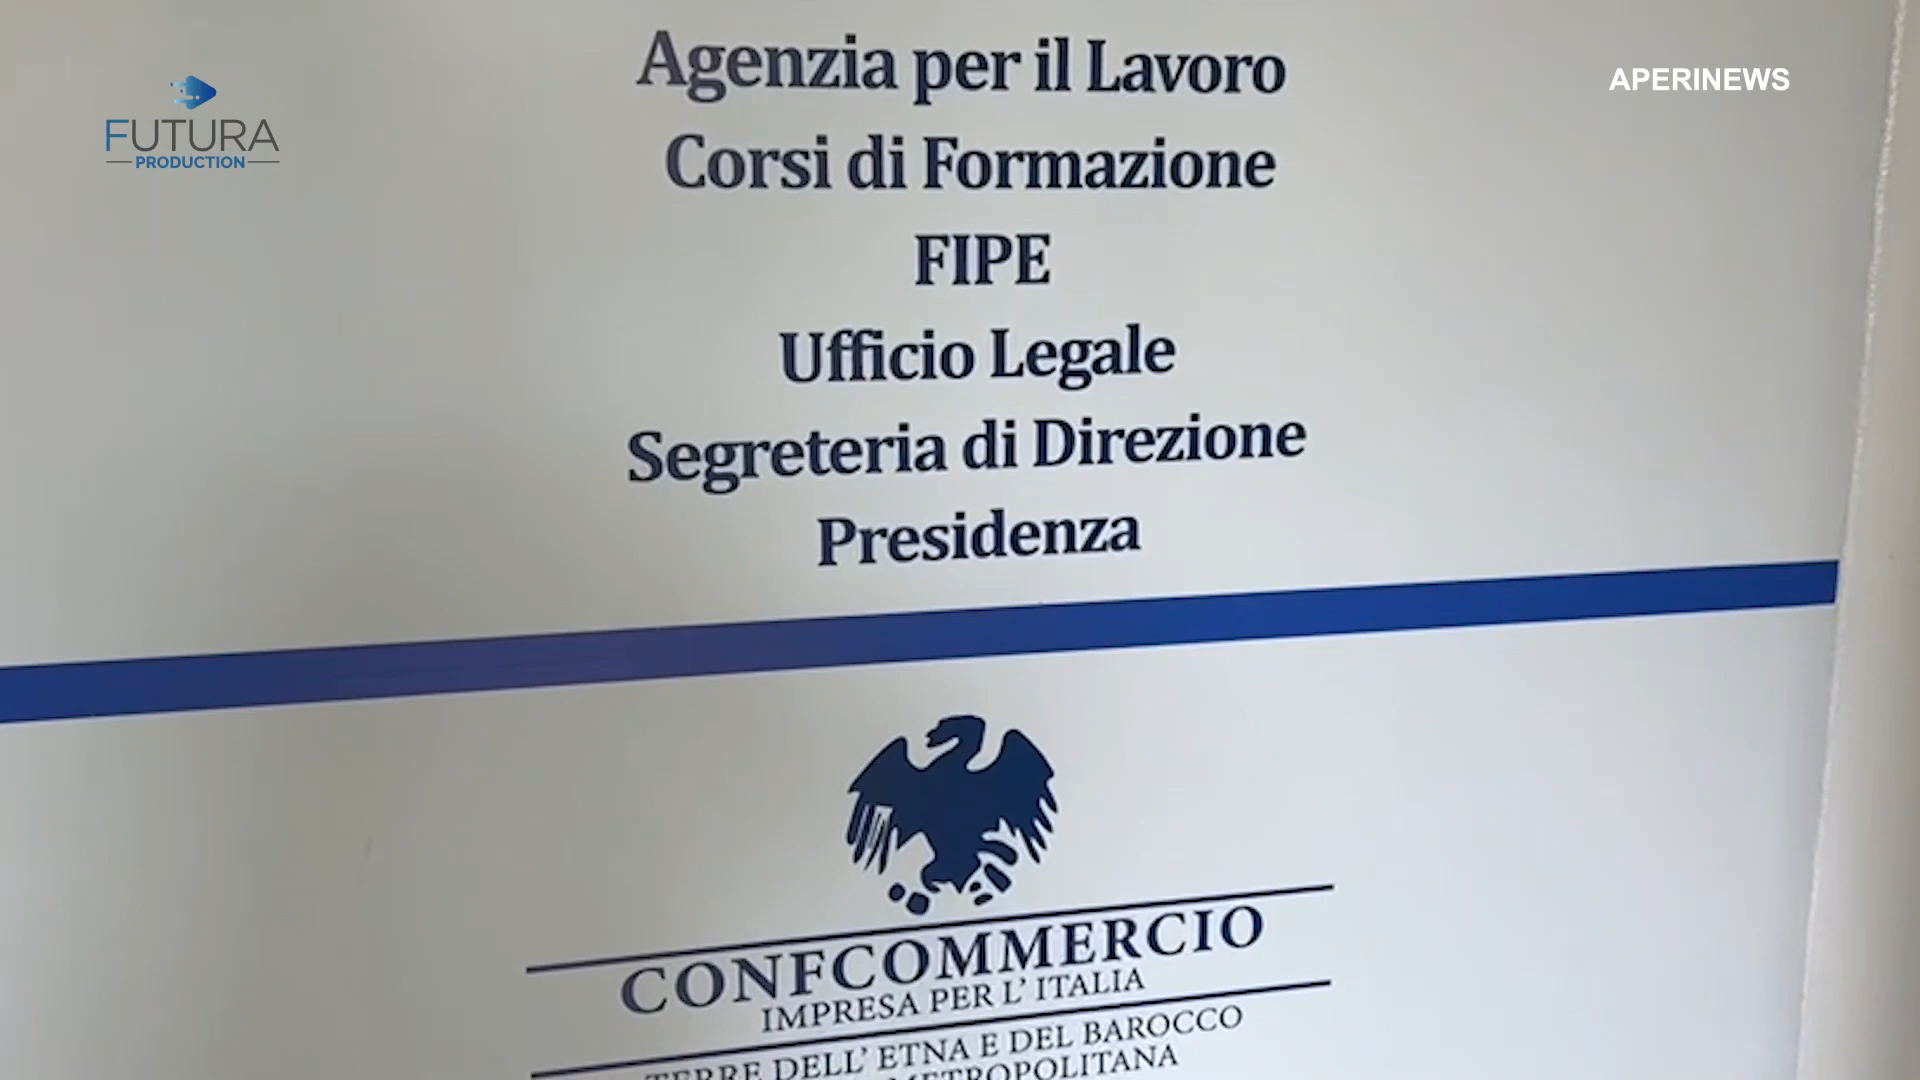 FUTURA
PRODUCTION
APERINEWS
Agenzia per il Lavoro
Corsi di Formazione
FIPE
Ufficio Legale
Segreteria di Direzione
Presidenza
CONFCOMMERCIO
IMPRESA PER L' ITALIA
TERRE DELL' ETNA E DEL BAROCCO
METROPOLITANA